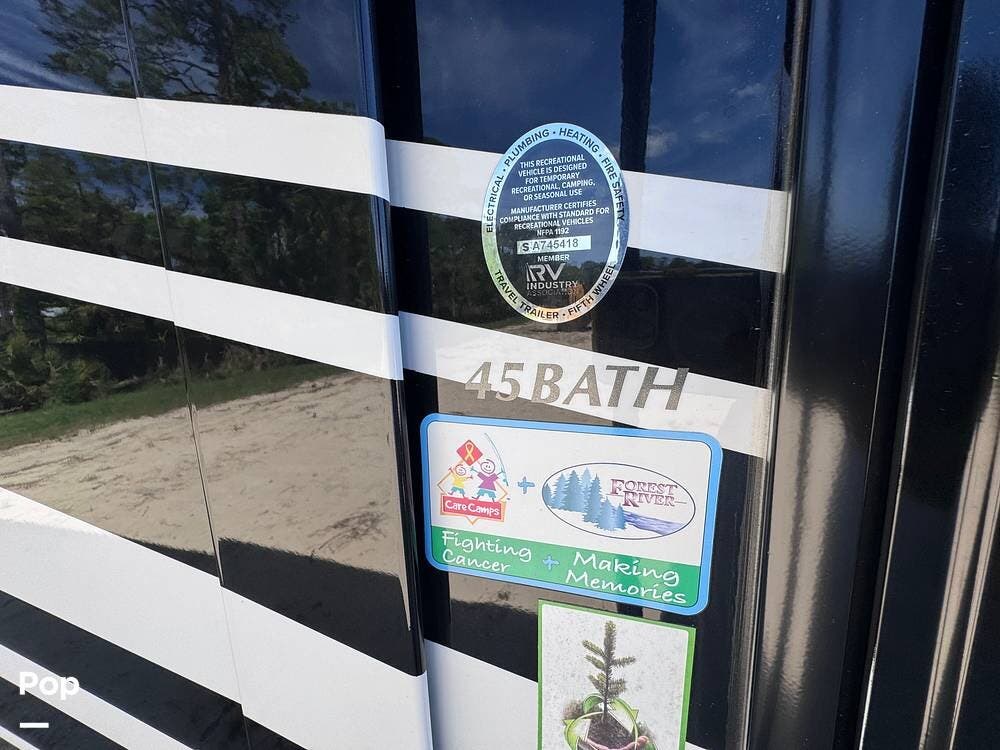 ELECTRICAL · PLUMBING · HEATING · FIRE SAFETY
THIS RECREATIONAL
VEHICLE IS DESIGNED
FOR TEMPORARY
RECREATIONAL, CAMPING,
OR SEASONAL USE
MANUFACTURER CERTIFIES
COMPLIANCE WITH STANDARD FOR
RECREATIONAL VEHICLES
NFPA 1192
S A745418
MEMBER
RV
INDUSTRY
ASSOCIATION
TRAVEL TRAILER · FIFTH WHEEL
45BATH
Care Camps
+
FOREST
RIVER
Fighting
Cancer
+
Making
Memories
Pop